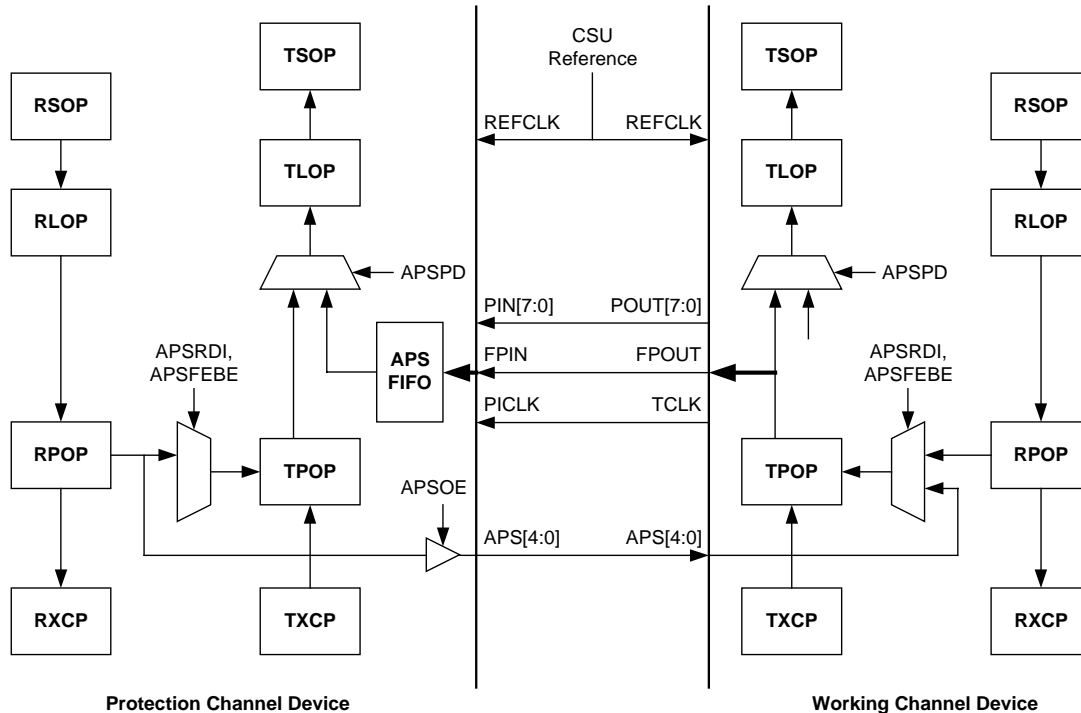 CSU
Reference
TSOP
TSOP
RSOP
RSOP
REFCLK
REFCLK
TLOP
TLOP
RLOP
RLOP
APSPD
APSPD
PIN[7:0]
POUT[7:0]
APSRDI,
APSFEBE
APS
FIFO
FPIN
FPOUT
APSRDI,
APSFEBE
PICLK
TCLK
RPOP
TPOP
TPOP
RPOP
APSOE
APS[4:0]
APS[4:0]
RXCP
TXCP
TXCP
RXCP
Protection Channel Device
Working Channel Device